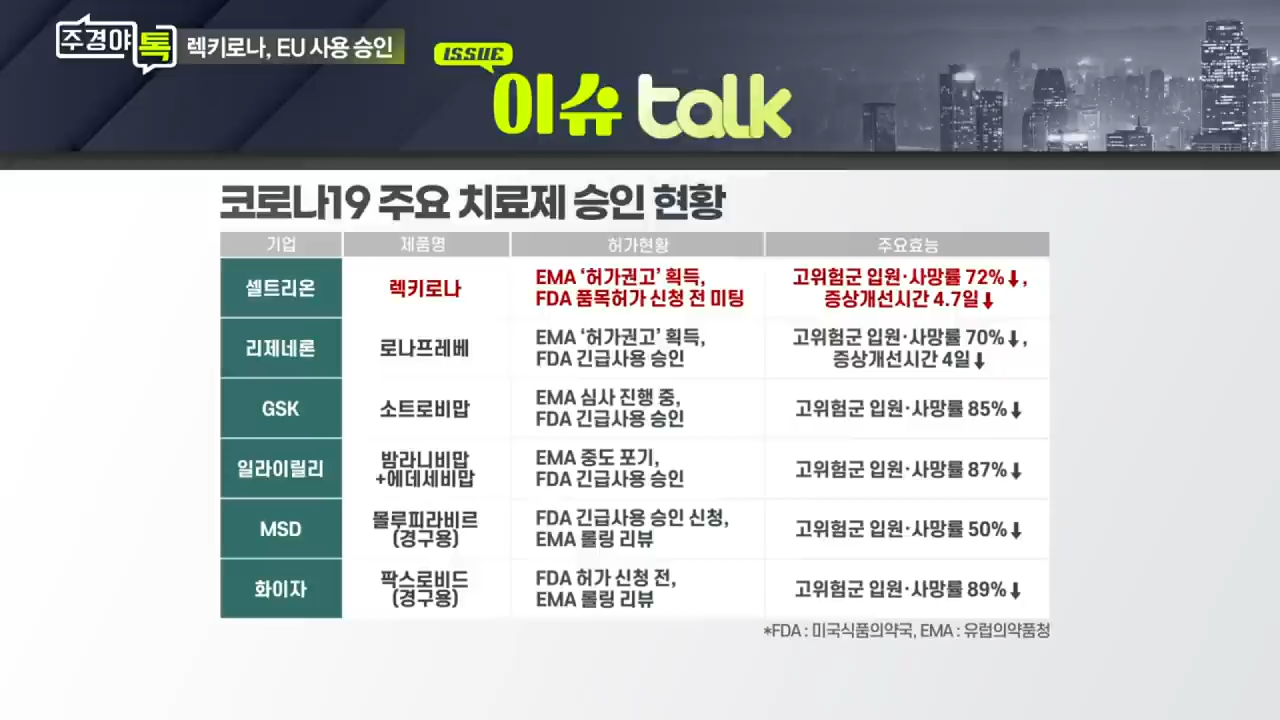 주경야톡
렉키로나, EU 사용 승인
ISSUE
이슈 talk
코로나19 주요 치료제 승인 현황
기업 제품명 허가현황 주요효능
셀트리온 렉키로나 EMA ‘허가권고’ 획득, 고위험군 입원·사망률 72%⬇,
FDA 품목허가 신청 전 미팅 증상개선시간 4.7일⬇
리제네론 로나프레베 EMA ‘허가권고’ 획득, 고위험군 입원·사망률 70%⬇,
FDA 긴급사용 승인 증상개선시간 4일⬇
GSK 소트로비맙 EMA 심사 진행 중, 고위험군 입원·사망률 85%⬇
FDA 긴급사용 승인
일라이릴리 밤라니비맙 EMA 중도 포기, 고위험군 입원·사망률 87%⬇
+에데세비맙 FDA 긴급사용 승인
MSD 몰루피라비르 FDA 긴급사용 승인 신청, 고위험군 입원·사망률 50%⬇
(경구용) EMA 롤링 리뷰
화이자 팍스로비드 FDA 허가 신청 전, 고위험군 입원·사망률 89%⬇
(경구용) EMA 롤링 리뷰
*FDA : 미국식품의약국, EMA : 유럽의약품청